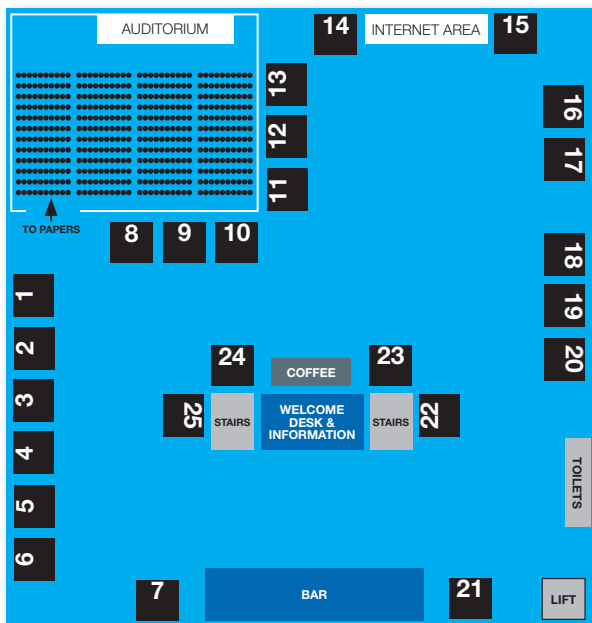 AUDITORIUM
14
INTERNET AREA
15
13
16
12
17
11
TO PAPERS
8
9
10
18
1
19
2
24
23
20
COFFEE
3
25
STAIRS
WELCOME
DESK &
INFORMATION
STAIRS
22
4
TOILETS
5
6
7
BAR
21
LIFT